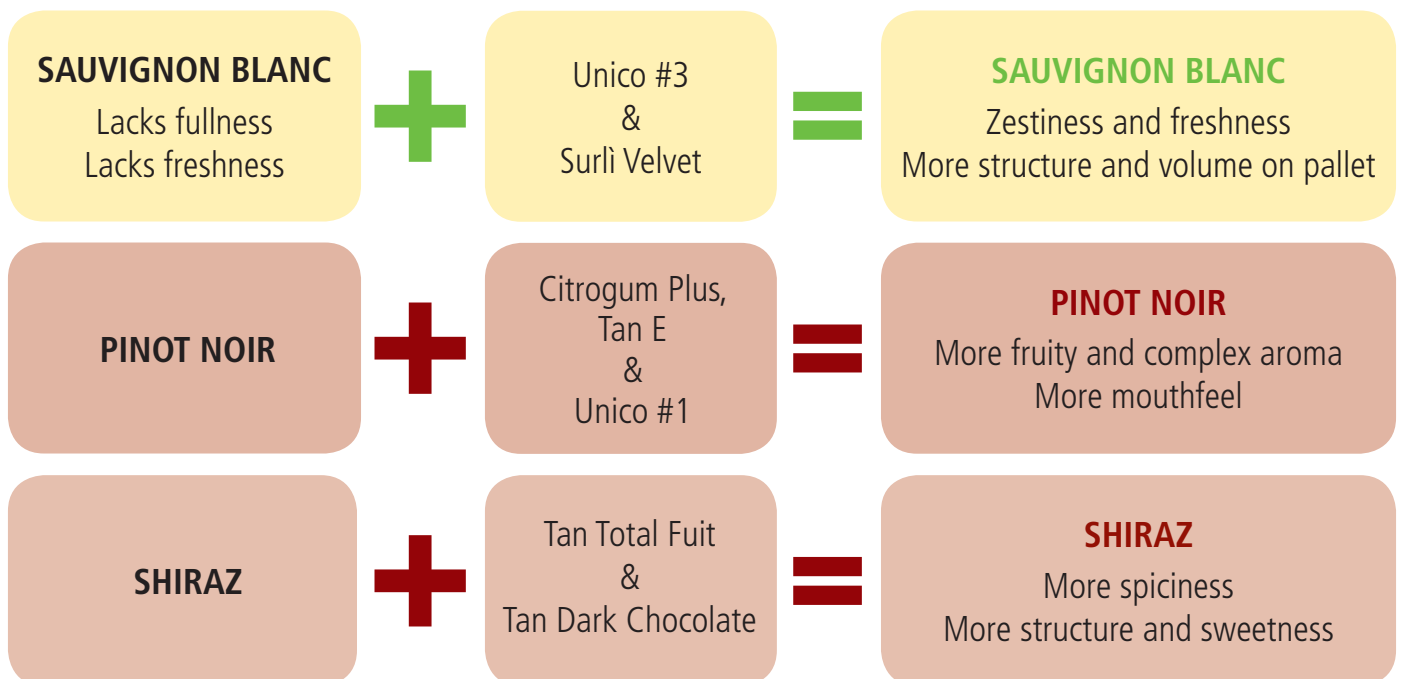 SAUVIGNON BLANC
Lacks fullness
Lacks freshness
Unico #3
&
Surlì Velvet
SAUVIGNON BLANC
Zestiness and freshness
More structure and volume on pallet
PINOT NOIR
Citrogum Plus,
Tan E
&
Unico #1
PINOT NOIR
More fruity and complex aroma
More mouthfeel
SHIRAZ
Tan Total Fuit
&
Tan Dark Chocolate
SHIRAZ
More spiciness
More structure and sweetness